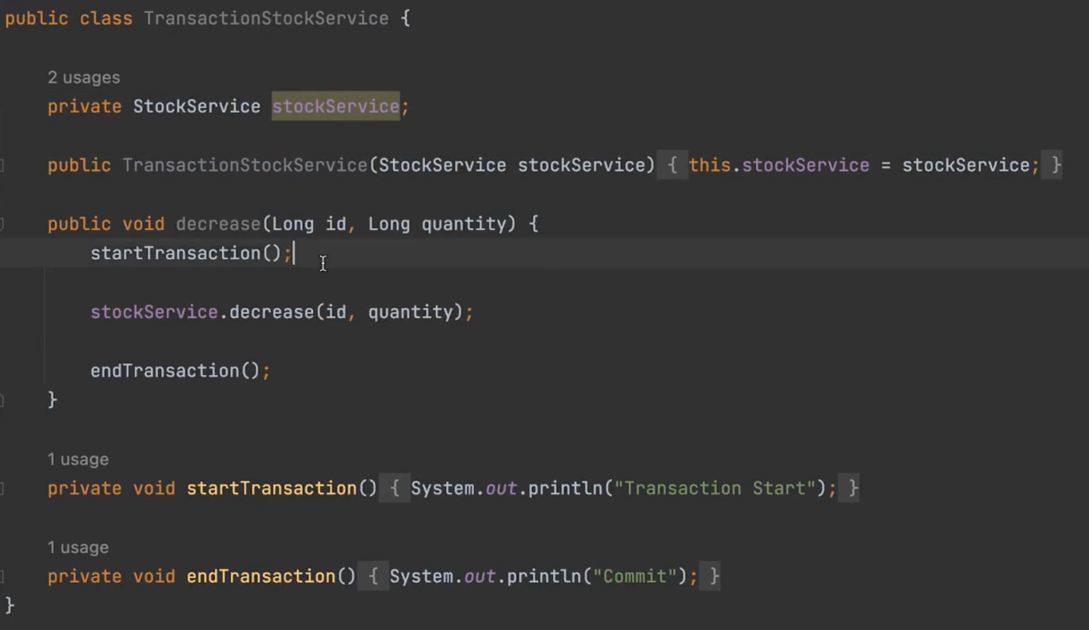 public class TransactionStockService {
2 usages
private StockService stockService;
public TransactionStockService(StockService stockService) { this.stockService = stockService; }
public void decrease(Long id, Long quantity) {
startTransaction();
stockService.decrease(id, quantity);
endTransaction();
}
1 usage
private void startTransaction() { System.out.println("Transaction Start"); }
1 usage
private void endTransaction() { System.out.println("Commit"); }
}